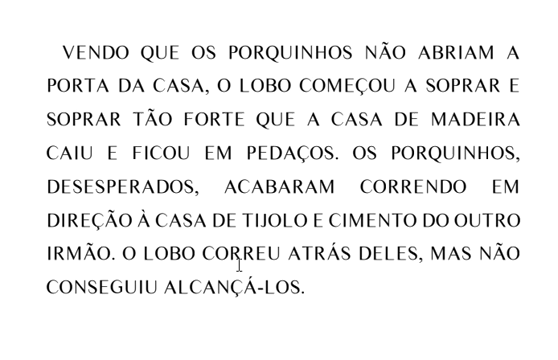 VENDO QUE OS PORQUINHOS NÃO ABRIAM A
PORTA DA CASA, O LOBO COMEÇOU A SOPRAR E
SOPRAR TÃO FORTE QUE A CASA DE MADEIRA
CAIU E FICOU EM PEDAÇOS. OS PORQUINHOS,
DESESPERADOS, ACABARAM CORRENDO EM
DIREÇÃO À CASA DE TIJOLO E CIMENTO DO OUTRO
IRMÃO. O LOBO CORREU ATRÁS DELES, MAS NÃO
CONSEGUIU ALCANÇÁ-LOS.